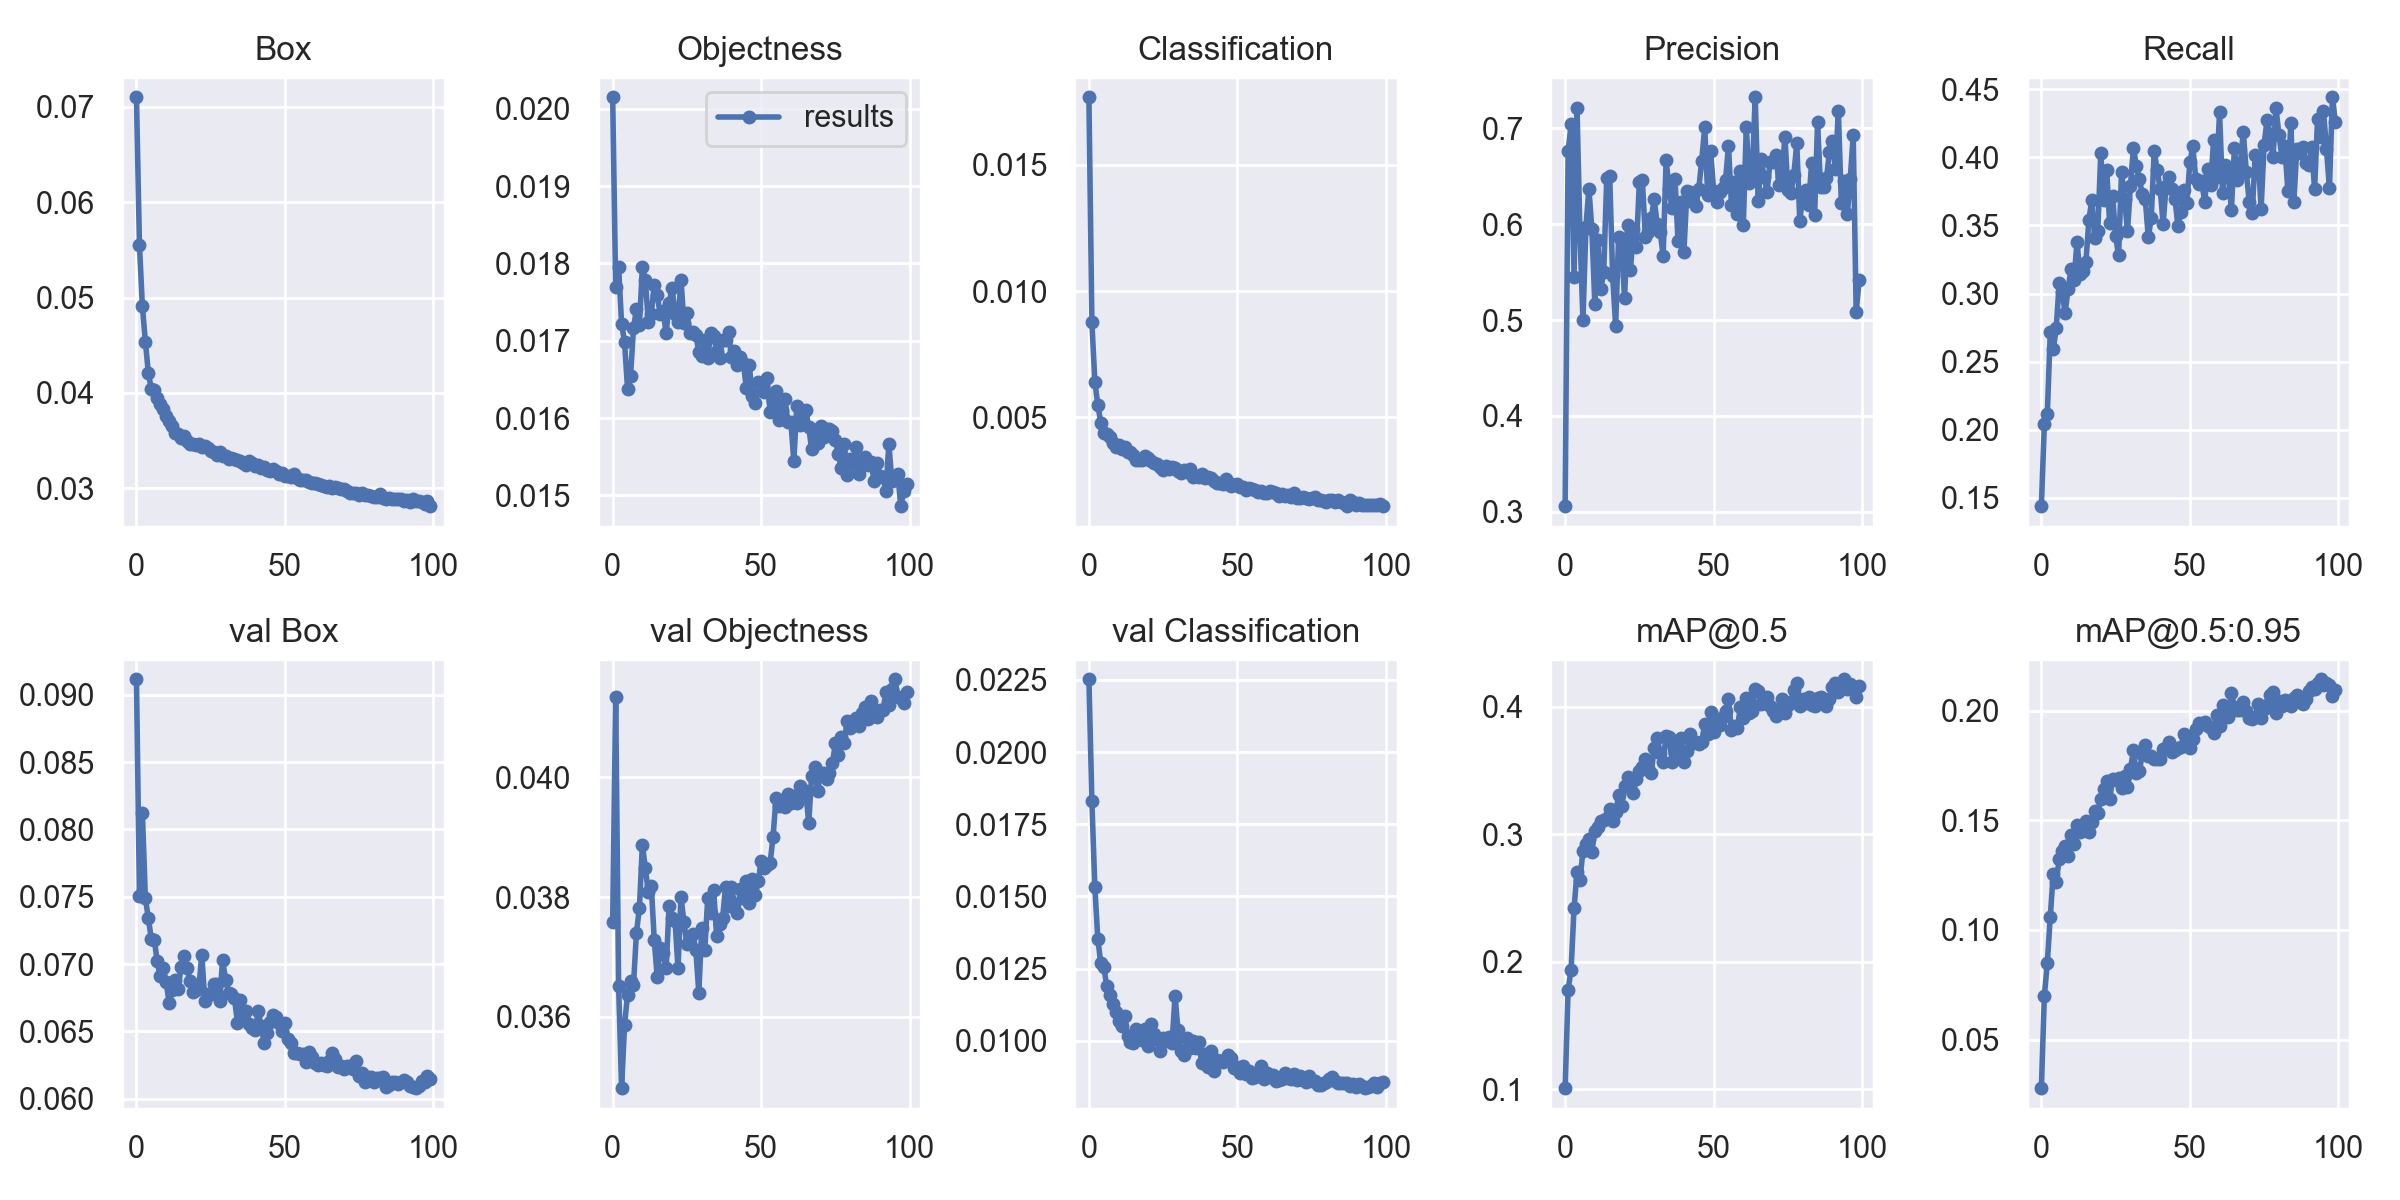 Box
0.07
0.06
0.05
0.04
0.03
0 50 100
Objectness
results
0.020
0.019
0.018
0.017
0.016
0.015
0 50 100
Classification
0.015
0.010
0.005
0 50 100
Precision
0.7
0.6
0.5
0.4
0.3
0 50 100
Recall
0.45
0.40
0.35
0.30
0.25
0.20
0.15
0 50 100
val Box
0.090
0.085
0.080
0.075
0.070
0.065
0.060
0 50 100
val Objectness
0.040
0.038
0.036
0 50 100
val Classification
0.0225
0.0200
0.0175
0.0150
0.0125
0.0100
0 50 100
mAP@0.5
0.4
0.3
0.2
0.1
0 50 100
mAP@0.5:0.95
0.20
0.15
0.10
0.05
0 50 100